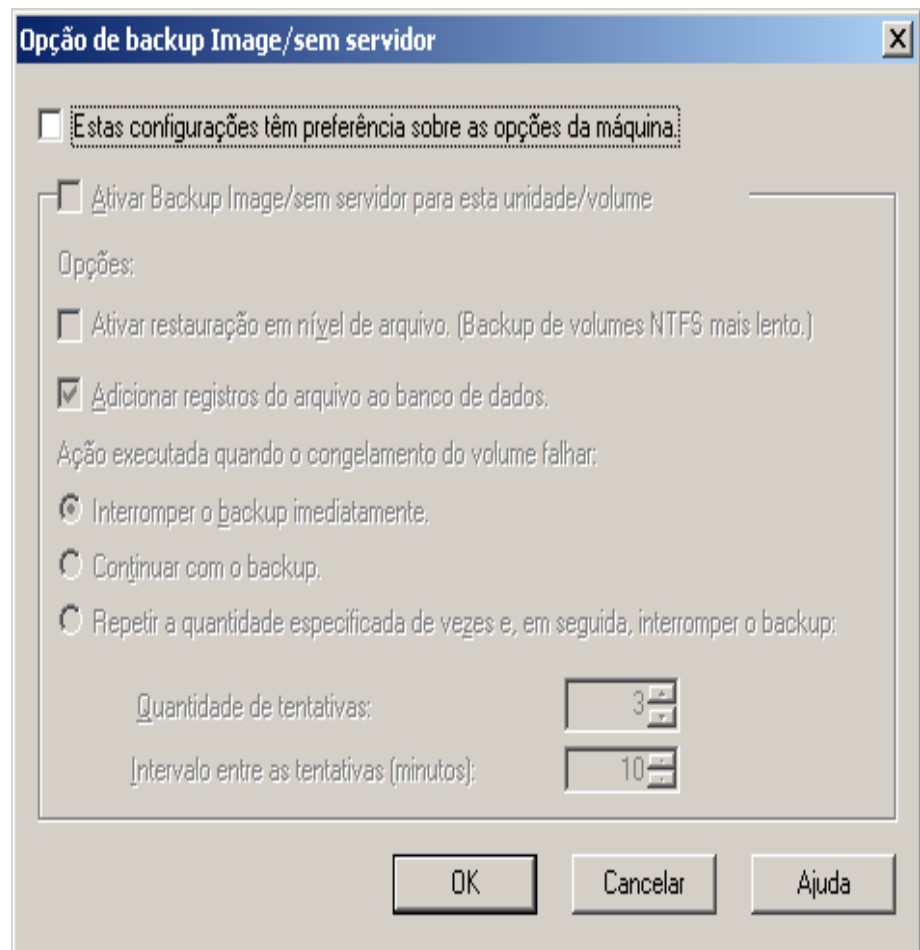 Opção de backup Image/sem servidor
Estas configurações têm preferência sobre as opções da máquina.
Ativar Backup Image/sem servidor para esta unidade/volume
Opções:
Ativar restauração em nível de arquivo. (Backup de volumes NTFS mais lento.)
Adicionar registros do arquivo ao banco de dados.
Ação executada quando o congelamento do volume falhar:
Interromper o backup imediatamente.
Continuar com o backup.
Repetir a quantidade especificada de vezes e, em seguida, interromper o backup:
Quantidade de tentativas: 3
Intervalo entre as tentativas (minutos): 10
OK Cancelar Ajuda